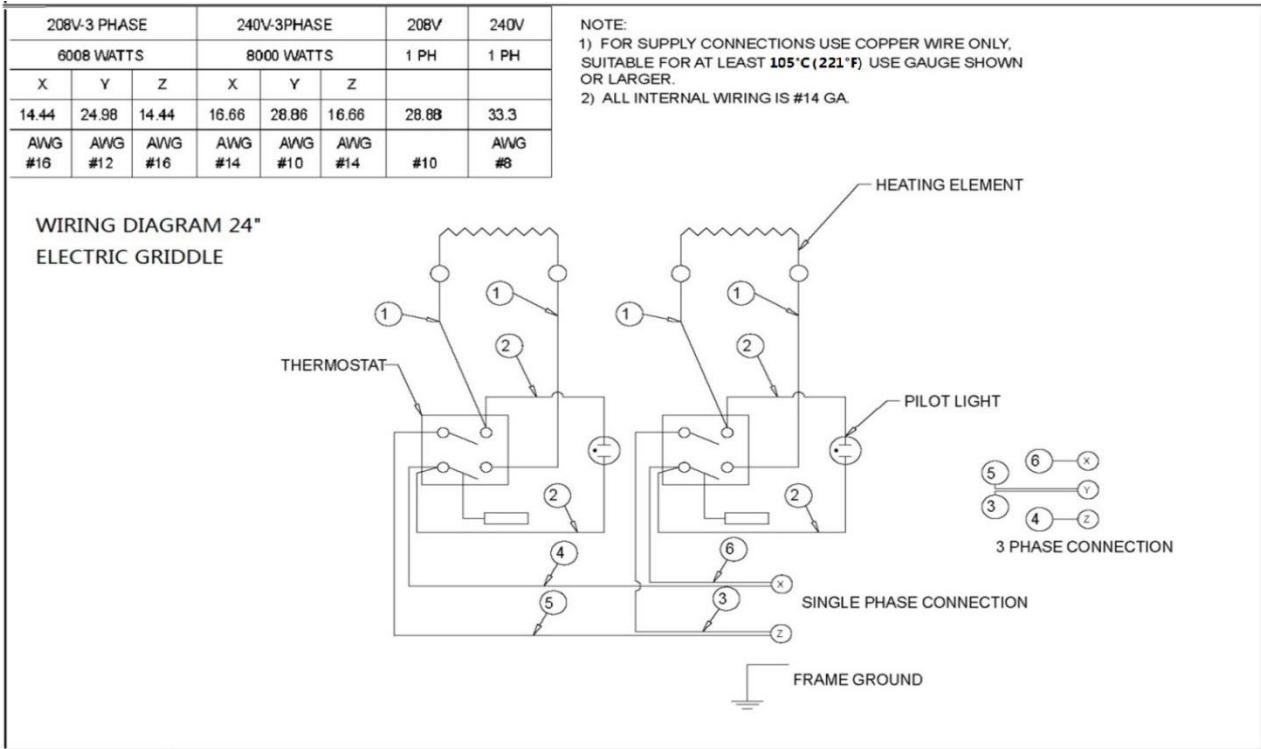 208V-3 PHASE 240V-3PHASE 208V 240V
6008 WATTS 8000 WATTS 1 PH 1 PH
X Y Z X Y Z
14.44 24.98 14.44 16.66 28.86 16.66 28.88 33.3
AWG AWG AWG AWG AWG AWG AWG
#16 #12 #16 #14 #10 #14 #10 #8
NOTE:
1) FOR SUPPLY CONNECTIONS USE COPPER WIRE ONLY,
SUITABLE FOR AT LEAST 105°C(221°F) USE GAUGE SHOWN
OR LARGER.
2) ALL INTERNAL WIRING IS #14 GA.
WIRING DIAGRAM 24"
ELECTRIC GRIDDLE
HEATING ELEMENT
1 1
1 1
2 2
THERMOSTAT
PILOT LIGHT
2 2
4 6
5 3
X
SINGLE PHASE CONNECTION
Z
FRAME GROUND
6 X
5
Y
3
4 Z
3 PHASE CONNECTION